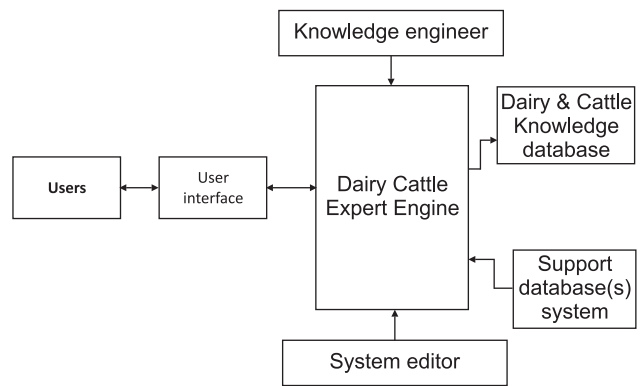 Knowledge engineer
Dairy & Cattle
Knowledge
database
Users
User
interface
Dairy Cattle
Expert Engine
Support
database(s)
system
System editor